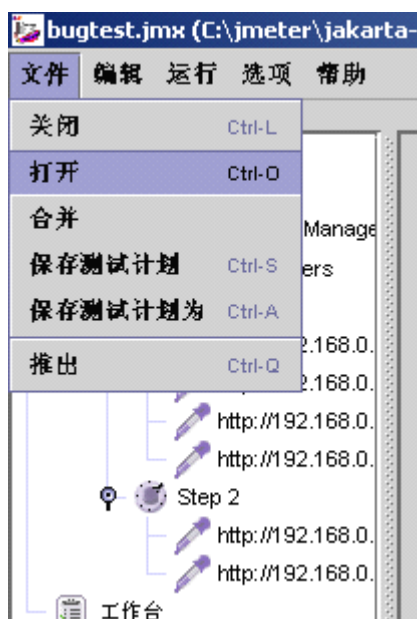 bugtest.jmx (C:\jmeter\jakarta-
文件 编辑 运行 选项 帮助
关闭 Ctrl-L
打开 Ctrl-O
合并
Manage
保存测试计划 Ctrl-S
ers
保存测试计划为 Ctrl-A
2.168.0.
推出 Ctrl-Q
2.168.0.
http://192.168.0.
http://192.168.0.
Step 2
http://192.168.0.
http://192.168.0.
工作台